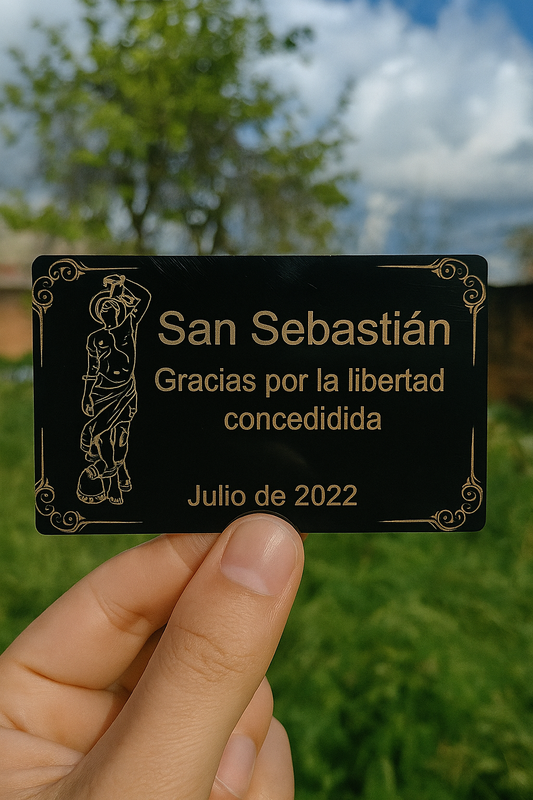 San Sebastián
Gracias por la libertad
concedidida
Julio de 2022